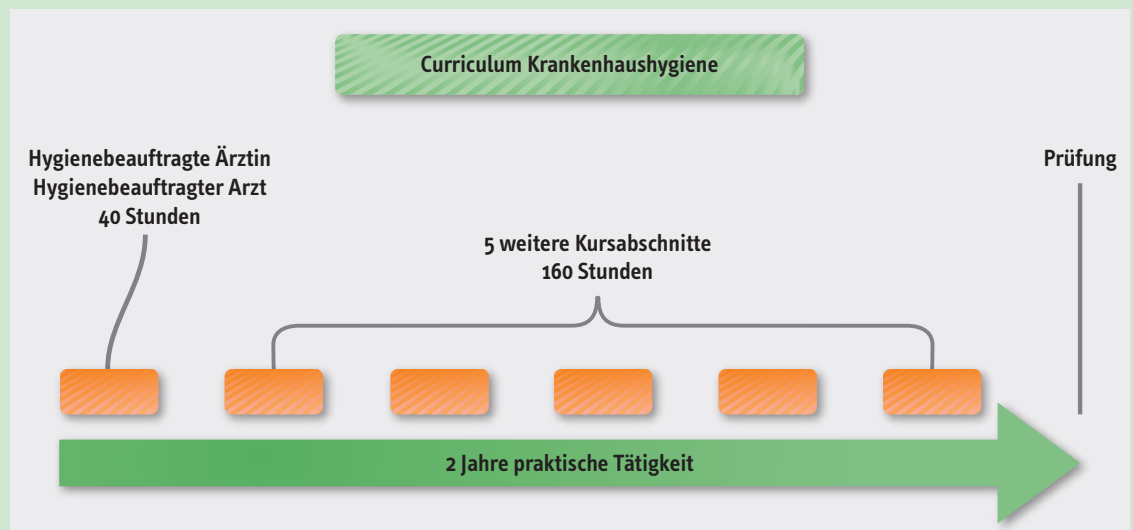 Curriculum Krankenhaushygiene
Hygienebeauftragte Ärztin
Hygienebeauftragter Arzt
40 Stunden
Prüfung
5 weitere Kursabschnitte
160 Stunden
2 Jahre praktische Tätigkeit